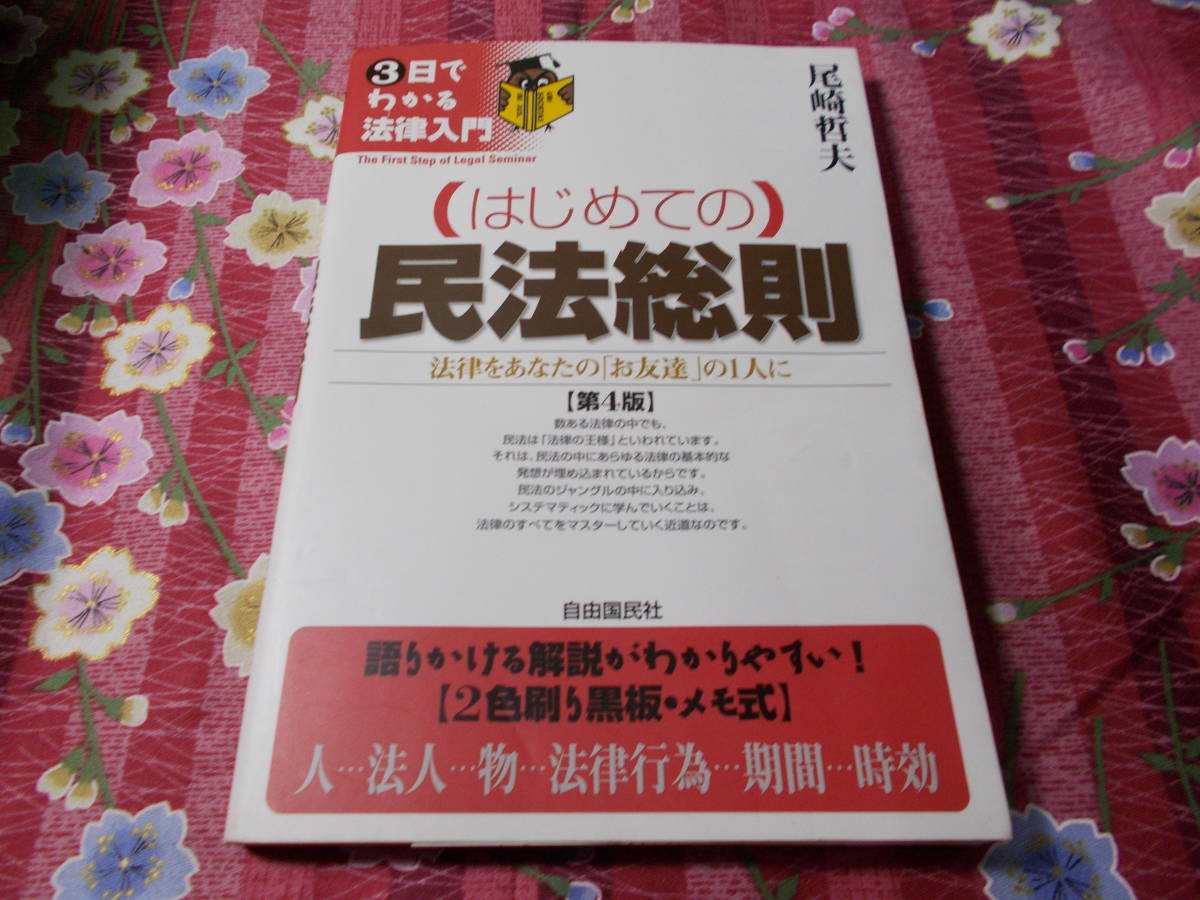 ③日で
わかる
法律入門
The First Step of Legal Seminar
尾崎哲夫
(はじめての)
民法総則
法律をあなたの「お友達」の1人に
【第4版】
数ある法律の中でも、
民法は「法律の王様」といわれています。
それは、民法の中にあらゆる法律の基本的な
発想が埋め込まれているからです。
民法のジャングルの中に入り込み、
システマティックに学んでいくことは、
法律のすべてをマスターしていく近道なのです。
自由国民社
語りかける解説がわかりやすい!
【2色刷り黒板・メモ式】
人…法人…物…法律行為…期間…時効